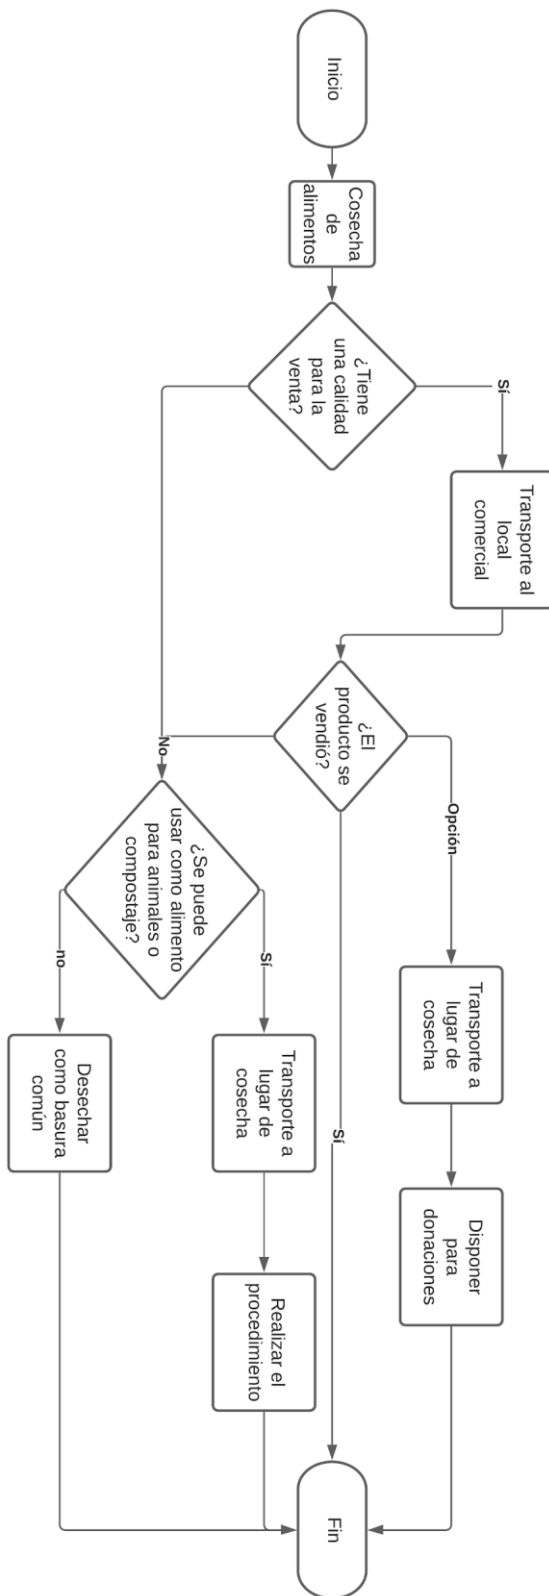 Inicio
Cosecha
de
alimentos
¿Tiene
una calidad
para la
venta?
Sí
Transporte al
local
comercial
¿El
producto se
vendió?
Opción
Transporte a
lugar de
cosecha
Disponer
para
donaciones
Sí
No
¿Se puede
usar como alimento
para animales o
compostaje?
Sí
Transporte a
lugar de
cosecha
Realizar el
procedimiento
no
Desechar
como basura
común
Fin